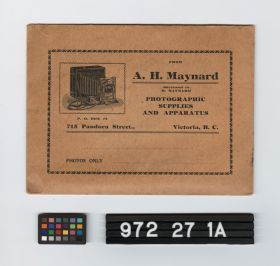 FROM
A. H. Maynard
SUCCESSOR TO
R. MAYNARD
PHOTOGRAPHIC
SUPPLIES
AND APPARATUS
P. O. BOX 75
715 Pandora Street., Victoria, B. C.
PHOTOS ONLY
972 27 1A